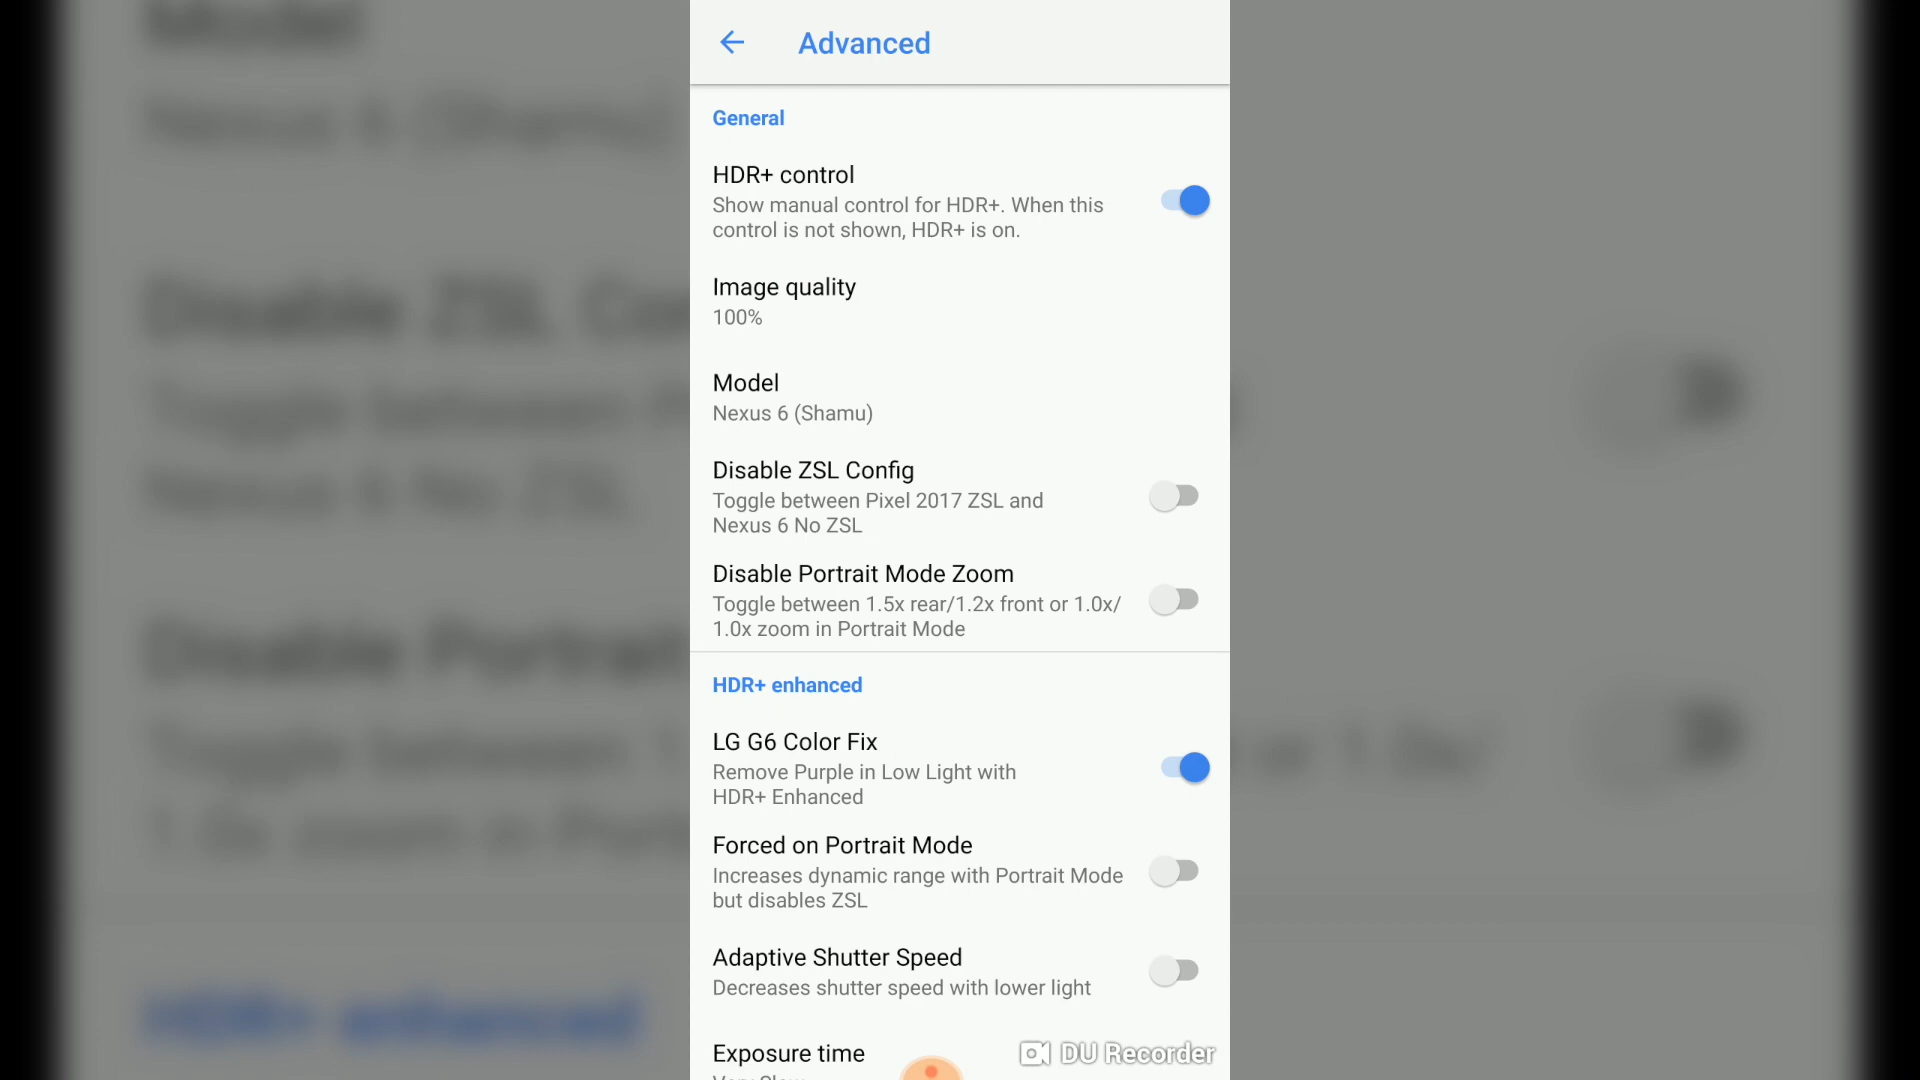 Advanced
General
HDR+ control
Show manual control for HDR+. When this
control is not shown, HDR+ is on.
Image quality
100%
Model
Nexus 6 (Shamu)
Disable ZSL Config
Toggle between Pixel 2017 ZSL and
Nexus 6 No ZSL
Disable Portrait Mode Zoom
Toggle between 1.5x rear/1.2x front or 1.0x/
1.0x zoom in Portrait Mode
HDR+ enhanced
LG G6 Color Fix
Remove Purple in Low Light with
HDR+ Enhanced
Forced on Portrait Mode
Increases dynamic range with Portrait Mode
but disables ZSL
Adaptive Shutter Speed
Decreases shutter speed with lower light
Exposure time
DU Recorder